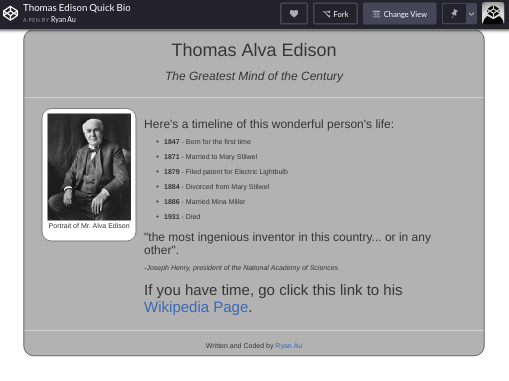 Thomas Edison Quick Bio
A PEN BY Ryan Au
Fork
Change View
Thomas Alva Edison
The Greatest Mind of the Century
Here's a timeline of this wonderful person's life:
• 1847 - Born for the first time
• 1871 - Married to Mary Stilwel
• 1879 - Filed patent for Electric Lightbulb
• 1884 - Divorced from Mary Stilwel
• 1886 - Married Mina Miller
• 1931 - Died
Portrait of Mr. Alva Edison
"the most ingenious inventor in this country... or in any
other".
-Joseph Henry, president of the National Academy of Sciences
If you have time, go click this link to his
Wikipedia Page.
Written and Coded by Ryan Au